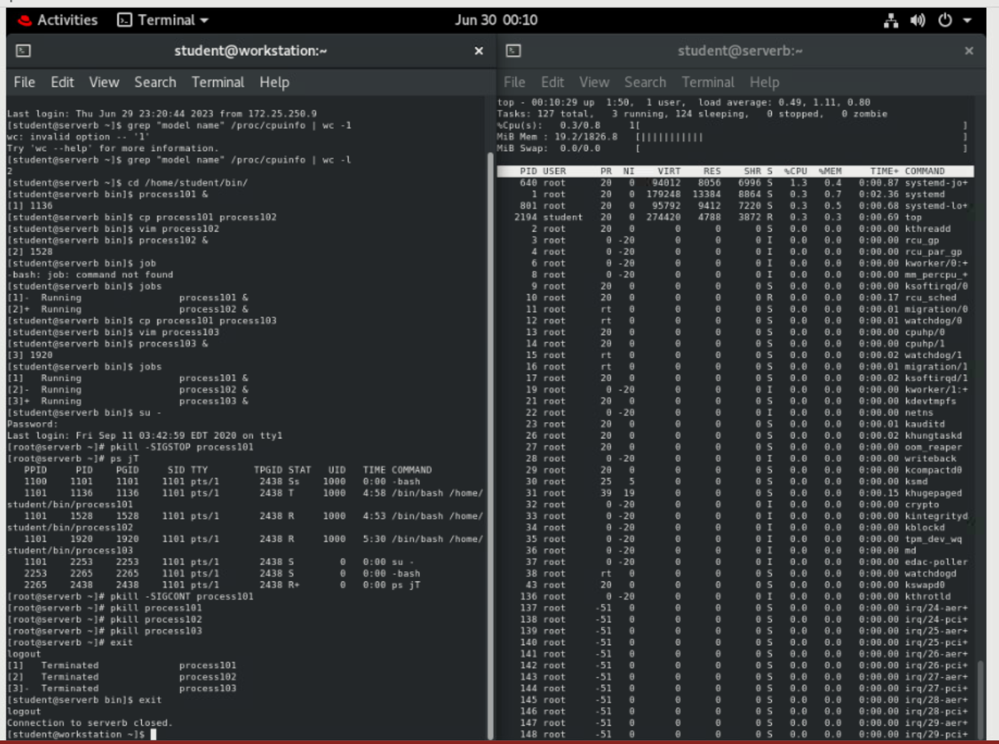 Activities Terminal Jun 30 00:10
student@workstation:~
File Edit View Search Terminal Help
Last login: Thu Jun 29 23:20:44 2023 from 172.25.250.9
[student@serverb ~]$ grep "model name" /proc/cpuinfo | wc -1
wc: invalid option -- '1'
Try 'wc --help' for more information.
[student@serverb ~]$ grep "model name" /proc/cpuinfo | wc -l
2
[student@serverb ~]$ cd /home/student/bin/
[student@serverb bin]$ process101 &
[1] 1136
[student@serverb bin]$ cp process101 process102
[student@serverb bin]$ vim process102
[student@serverb bin]$ process102 &
[2] 1528
[student@serverb bin]$ job
-bash: job: command not found
[student@serverb bin]$ jobs
[1]- Running process101 &
[2]+ Running process102 &
[student@serverb bin]$ cp process101 process103
[student@serverb bin]$ vim process103
[student@serverb bin]$ process103 &
[3] 1920
[student@serverb bin]$ jobs
[1] Running process101 &
[2]- Running process102 &
[3]+ Running process103 &
[student@serverb bin]$ su -
Password:
Last login: Fri Sep 11 03:42:59 EDT 2020 on tty1
[root@serverb ~]# pkill -SIGSTOP process101
[root@serverb ~]# ps jT
PPID PID PGID SID TTY TPGID STAT UID TIME COMMAND
1100 1101 1101 1101 pts/1 2438 Ss 1000 0:00 -bash
1101 1136 1136 1101 pts/1 2438 T 1000 4:58 /bin/bash /home/
student/bin/process101
1101 1528 1528 1101 pts/1 2438 R 1000 4:53 /bin/bash /home/
student/bin/process102
1101 1920 1920 1101 pts/1 2438 R 1000 5:30 /bin/bash /home/
student/bin/process103
1101 2253 2253 1101 pts/1 2438 S 0 0:00 su -
2253 2265 2265 1101 pts/1 2438 S 0 0:00 -bash
2265 2438 2438 1101 pts/1 2438 R+ 0 0:00 ps jT
[root@serverb ~]# pkill -SIGCONT process101
[root@serverb ~]# pkill process101
[root@serverb ~]# pkill process102
[root@serverb ~]# pkill process103
[root@serverb ~]# exit
logout
[1] Terminated process101
[2] Terminated process102
[3]- Terminated process103
[student@serverb bin]$ exit
logout
Connection to serverb closed.
[student@workstation ~]$
student@serverb:~
File Edit View Search Terminal Help
top - 00:10:29 up 1:50, 1 user, load average: 0.49, 1.11, 0.80
Tasks: 127 total, 3 running, 124 sleeping, 0 stopped, 0 zombie
%Cpu(s): 0.3/0.8 1[ ]
MiB Mem : 19.2/1826.8 [||||||||||| ]
MiB Swap: 0.0/0.0 [ ]
PID USER PR NI VIRT RES SHR S %CPU %MEM TIME+ COMMAND
640 root 20 0 94012 8056 6996 S 1.3 0.4 0:00.87 systemd-jo+
1 root 20 0 179248 13384 8864 S 0.3 0.7 0:02.36 systemd
801 root 20 0 95792 9412 7220 S 0.3 0.5 0:00.68 systemd-lo+
2194 student 20 0 274420 4788 3872 R 0.3 0.3 0:00.69 top
2 root 20 0 0 0 0 S 0.0 0.0 0:00.00 kthreadd
3 root 0 -20 0 0 0 I 0.0 0.0 0:00.00 rcu_gp
4 root 0 -20 0 0 0 I 0.0 0.0 0:00.00 rcu_par_gp
6 root 0 -20 0 0 0 I 0.0 0.0 0:00.00 kworker/0:+
8 root 0 -20 0 0 0 I 0.0 0.0 0:00.00 mm_percpu_+
9 root 20 0 0 0 0 S 0.0 0.0 0:00.00 ksoftirqd/0
10 root 20 0 0 0 0 R 0.0 0.0 0:00.17 rcu_sched
11 root rt 0 0 0 0 S 0.0 0.0 0:00.01 migration/0
12 root rt 0 0 0 0 S 0.0 0.0 0:00.01 watchdog/0
13 root 20 0 0 0 0 S 0.0 0.0 0:00.00 cpuhp/0
14 root 20 0 0 0 0 S 0.0 0.0 0:00.00 cpuhp/1
15 root rt 0 0 0 0 S 0.0 0.0 0:00.02 watchdog/1
16 root rt 0 0 0 0 S 0.0 0.0 0:00.01 migration/1
17 root 20 0 0 0 0 S 0.0 0.0 0:00.02 ksoftirqd/1
19 root 0 -20 0 0 0 I 0.0 0.0 0:00.00 kworker/1:+
21 root 20 0 0 0 0 S 0.0 0.0 0:00.00 kdevtmpfs
22 root 0 -20 0 0 0 I 0.0 0.0 0:00.00 netns
23 root 20 0 0 0 0 S 0.0 0.0 0:00.01 kauditd
26 root 20 0 0 0 0 S 0.0 0.0 0:00.02 khungtaskd
27 root 20 0 0 0 0 S 0.0 0.0 0:00.00 oom_reaper
28 root 0 -20 0 0 0 I 0.0 0.0 0:00.00 writeback
29 root 20 0 0 0 0 S 0.0 0.0 0:00.00 kcompactd0
30 root 25 5 0 0 0 S 0.0 0.0 0:00.00 ksmd
31 root 39 19 0 0 0 S 0.0 0.0 0:00.15 khugepaged
32 root 0 -20 0 0 0 I 0.0 0.0 0:00.00 crypto
33 root 0 -20 0 0 0 I 0.0 0.0 0:00.00 kintegrityd
34 root 0 -20 0 0 0 I 0.0 0.0 0:00.00 kblockd
35 root 0 -20 0 0 0 I 0.0 0.0 0:00.00 tpm_dev_wq
36 root 0 -20 0 0 0 I 0.0 0.0 0:00.00 md
37 root 0 -20 0 0 0 I 0.0 0.0 0:00.00 edac-poller
38 root rt 0 0 0 0 S 0.0 0.0 0:00.00 watchdogd
43 root 20 0 0 0 0 S 0.0 0.0 0:00.00 kswapd0
136 root 0 -20 0 0 0 I 0.0 0.0 0:00.00 kthrotld
137 root -51 0 0 0 0 S 0.0 0.0 0:00.00 irq/24-aer+
138 root -51 0 0 0 0 S 0.0 0.0 0:00.00 irq/24-pci+
139 root -51 0 0 0 0 S 0.0 0.0 0:00.00 irq/25-aer+
140 root -51 0 0 0 0 S 0.0 0.0 0:00.00 irq/25-pci+
141 root -51 0 0 0 0 S 0.0 0.0 0:00.00 irq/26-aer+
142 root -51 0 0 0 0 S 0.0 0.0 0:00.00 irq/26-pci+
143 root -51 0 0 0 0 S 0.0 0.0 0:00.00 irq/27-aer+
144 root -51 0 0 0 0 S 0.0 0.0 0:00.00 irq/27-pci+
145 root -51 0 0 0 0 S 0.0 0.0 0:00.00 irq/28-aer+
146 root -51 0 0 0 0 S 0.0 0.0 0:00.00 irq/28-pci+
147 root -51 0 0 0 0 S 0.0 0.0 0:00.00 irq/29-aer+
148 root -51 0 0 0 0 S 0.0 0.0 0:00.00 irq/29-pci+